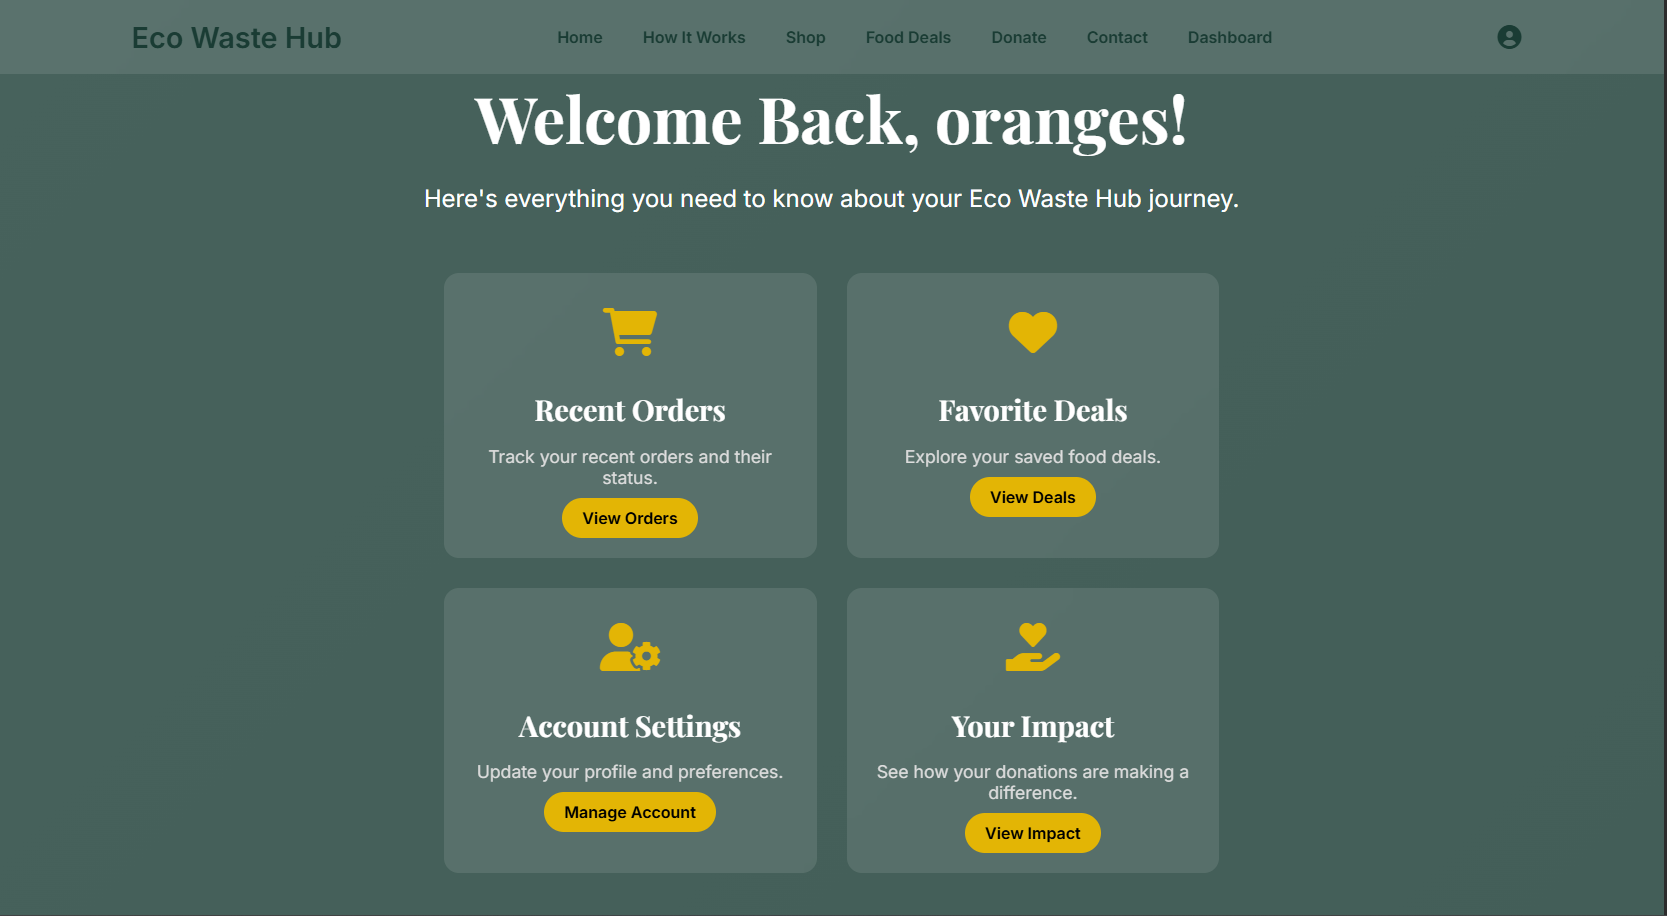 Eco Waste Hub
Home How It Works Shop Food Deals Donate Contact Dashboard
Welcome Back, oranges!
Here's everything you need to know about your Eco Waste Hub journey.
Recent Orders
Track your recent orders and their
status.
View Orders
Favorite Deals
Explore your saved food deals.
View Deals
Account Settings
Update your profile and preferences.
Manage Account
Your Impact
See how your donations are making a
difference.
View Impact